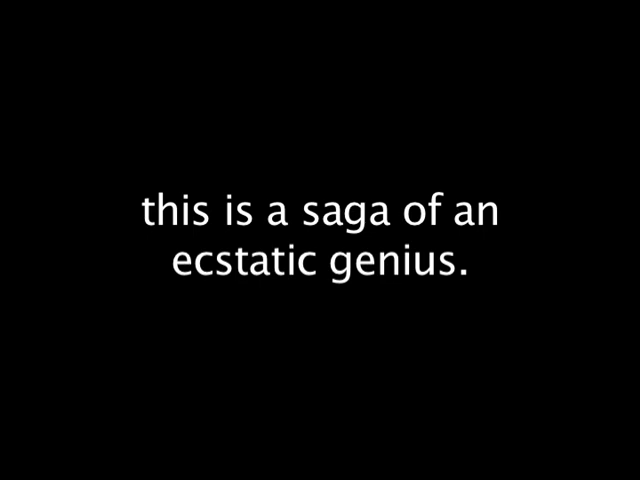 this is a saga of an
ecstatic genius.